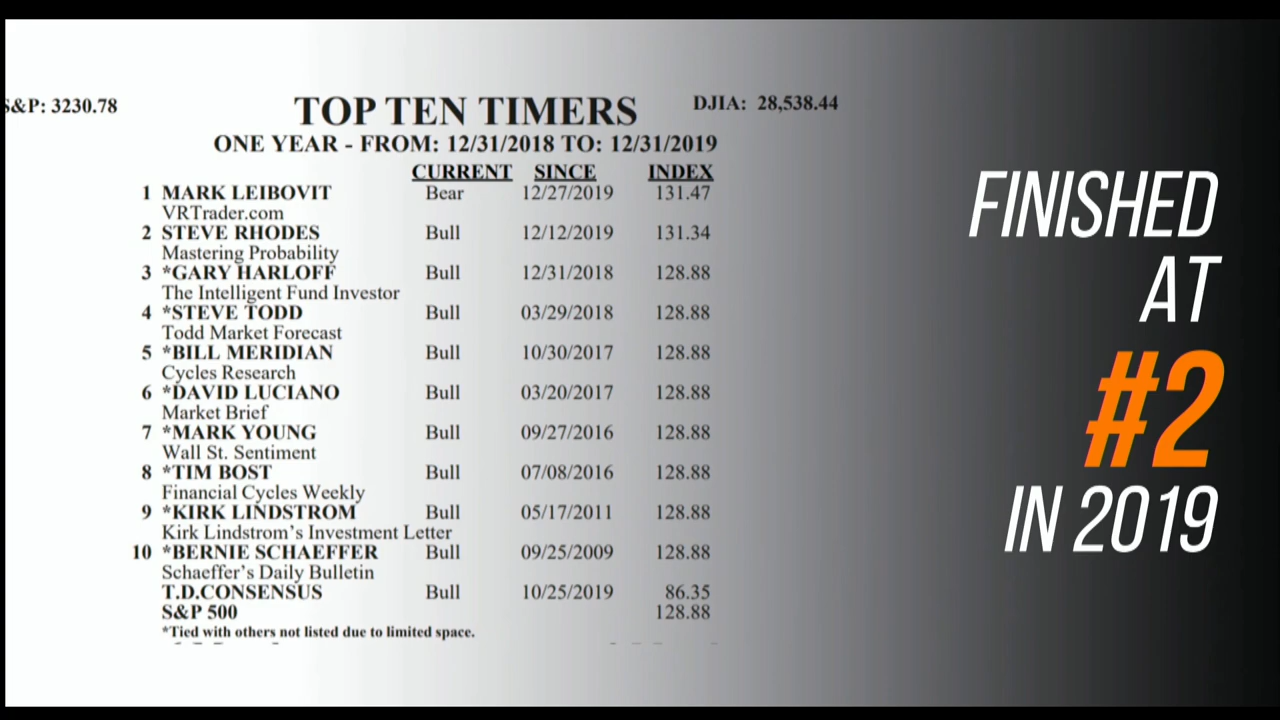 S&P: 3230.78
TOP TEN TIMERS
DJIA: 28,538.44
ONE YEAR - FROM: 12/31/2018 TO: 12/31/2019
CURRENT SINCE INDEX
1 MARK LEIBOVIT Bear 12/27/2019 131.47
VRTrader.com
2 STEVE RHODES Bull 12/12/2019 131.34
Mastering Probability
3 *GARY HARLOFF Bull 12/31/2018 128.88
The Intelligent Fund Investor
4 *STEVE TODD Bull 03/29/2018 128.88
Todd Market Forecast
5 *BILL MERIDIAN Bull 10/30/2017 128.88
Cycles Research
6 *DAVID LUCIANO Bull 03/20/2017 128.88
Market Brief
7 *MARK YOUNG Bull 09/27/2016 128.88
Wall St. Sentiment
8 *TIM BOST Bull 07/08/2016 128.88
Financial Cycles Weekly
9 *KIRK LINDSTROM Bull 05/17/2011 128.88
Kirk Lindstrom's Investment Letter
10 *BERNIE SCHAEFFER Bull 09/25/2009 128.88
Schaeffer's Daily Bulletin
T.D.CONSENSUS Bull 10/25/2019 86.35
S&P 500 128.88
*Tied with others not listed due to limited space.
FINISHED
AT
#2
IN 2019